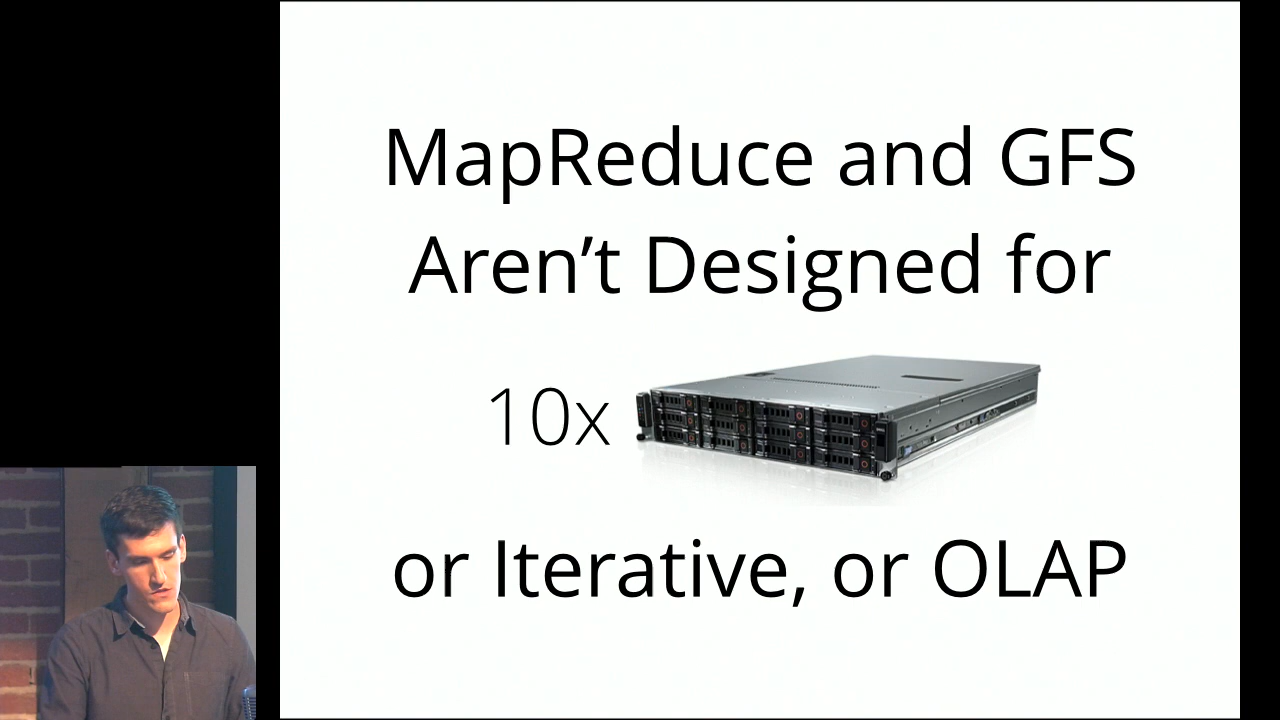 MapReduce and GFS
Aren’t Designed for
10x
or Iterative, or OLAP